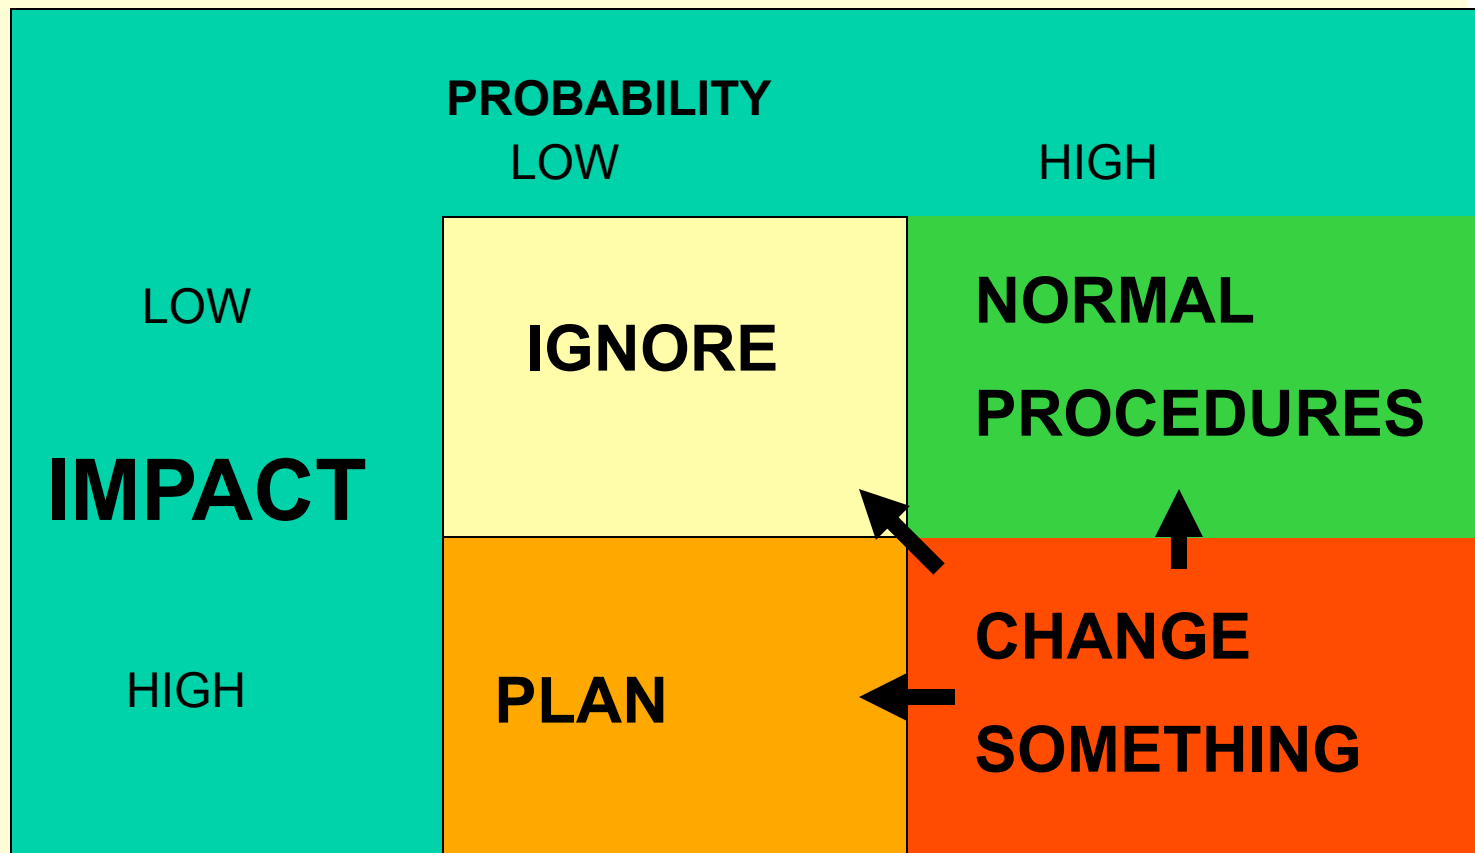 PROBABILITY
LOW HIGH
LOW
IGNORE
NORMAL
PROCEDURES
IMPACT
HIGH
PLAN
CHANGE
SOMETHING